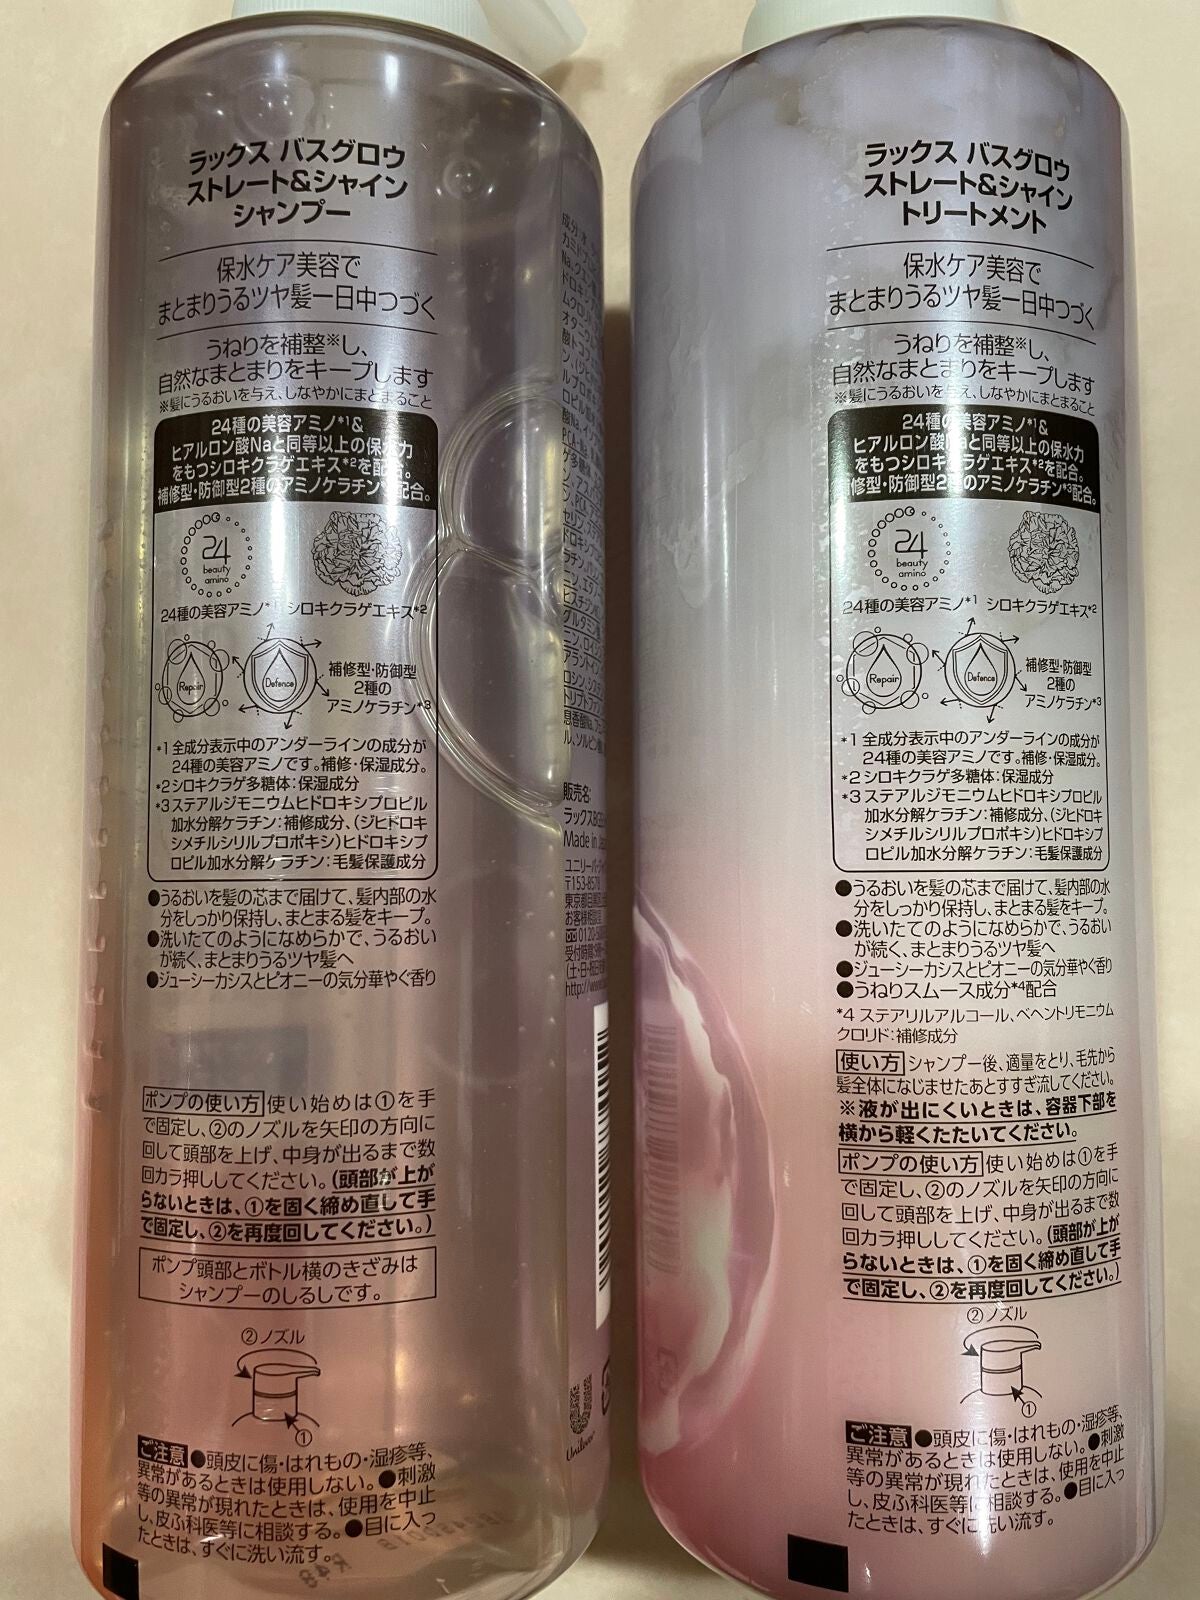 ラックス バスグロウ
ストレート&シャイン
シャンプー
保水ケア美容で
まとまりうるツヤ髪一日中つづく
うねりを補整※し、
自然なまとまりをキープします
※髪にうるおいを与え、しなやかにまとまること
24種の美容アミノ*1&
ヒアルロン酸Naと同等以上の保水力
をもつシロキクラゲエキス*2を配合。
補修型・防御型2種のアミノケラチン*配合。
24
beauty
amino
24種の美容アミノ*1 シロキクラゲエキス*2
Repair
Defence
補修型・防御型
2種の
アミノケラチン*3
*1 全成分表示中のアンダーラインの成分が
24種の美容アミノです。補修・保湿成分。
*2 シロキクラゲ多糖体：保湿成分
*3 ステアルジモニウムヒドロキシプロピル
加水分解ケラチン：補修成分、(ジヒドロキ
シメチルシリルプロポキシ)ヒドロキシプ
ロピル加水分解ケラチン：毛髪保護成分
●うるおいを髪の芯まで届けて、髪内部の水
分をしっかり保持し、まとまる髪をキープ。
●洗いたてのようになめらかで、うるおい
が続く、まとまりうるツヤ髪へ
●ジューシーカシスとピオニーの気分華やぐ香り
ポンプの使い方 使い始めは①を手
で固定し、②のノズルを矢印の方向に
回して頭部を上げ、中身が出るまで数
回カラ押ししてください。(頭部が上が
らないときは、①を固く締め直して手
で固定し、②を再度回してください。)
ポンプ頭部とボトル横のきざみは
シャンプーのしるしです。
②ノズル
①
ご注意 ●頭皮に傷・はれもの・湿疹等、
異常があるときは使用しない。●刺激
等の異常が現れたときは、使用を中止
し、皮ふ科医等に相談する。●目に入っ
たときは、すぐに洗い流す。
販売名:
Made in
ユニリーバ
〒153-8578
東京都目黒区
お客様相談室
0120-5
受付時間:
(土・日・祝日
http://www
Unilever
ラックス バスグロウ
ストレート&シャイン
トリートメント
保水ケア美容で
まとまりうるツヤ髪一日中つづく
うねりを補整※し、
自然なまとまりをキープします
※髪にうるおいを与え、しなやかにまとまること
24種の美容アミノ*1&
ヒアルロン酸Naと同等以上の保水力
をもつシロキクラゲエキス*2を配合。
補修型・防御型2種のアミノケラチン*3配合。
24
beauty
amino
24種の美容アミノ*1 シロキクラゲエキス*2
Repair
Defence
補修型・防御型
2種の
アミノケラチン*3
*1 全成分表示中のアンダーラインの成分が
24種の美容アミノです。補修・保湿成分。
*2 シロキクラゲ多糖体：保湿成分
*3 ステアルジモニウムヒドロキシプロピル
加水分解ケラチン：補修成分、(ジヒドロキ
シメチルシリルプロポキシ)ヒドロキシプ
ロピル加水分解ケラチン：毛髪保護成分
●うるおいを髪の芯まで届けて、髪内部の水
分をしっかり保持し、まとまる髪をキープ。
●洗いたてのようになめらかで、うるおい
が続く、まとまりうるツヤ髪へ
●ジューシーカシスとピオニーの気分華やぐ香り
●うねりスムース成分*4配合
*4 ステアリルアルコール、ベヘントリモニウム
クロリド：補修成分
使い方 シャンプー後、適量をとり、毛先から
髪全体になじませたあとすすぎ流してください。
※液が出にくいときは、容器下部を
横から軽くたたいてください。
ポンプの使い方 使い始めは①を手
で固定し、②のノズルを矢印の方向に
回して頭部を上げ、中身が出るまで数
回カラ押ししてください。(頭部が上が
らないときは、①を固く締め直して手
で固定し、②を再度回してください。)
②ノズル
①
ご注意 ●頭皮に傷・はれもの・湿疹等、
異常があるときは使用しない。●刺激
等の異常が現れたときは、使用を中止
し、皮ふ科医等に相談する。●目に入っ
たときは、すぐに洗い流す。